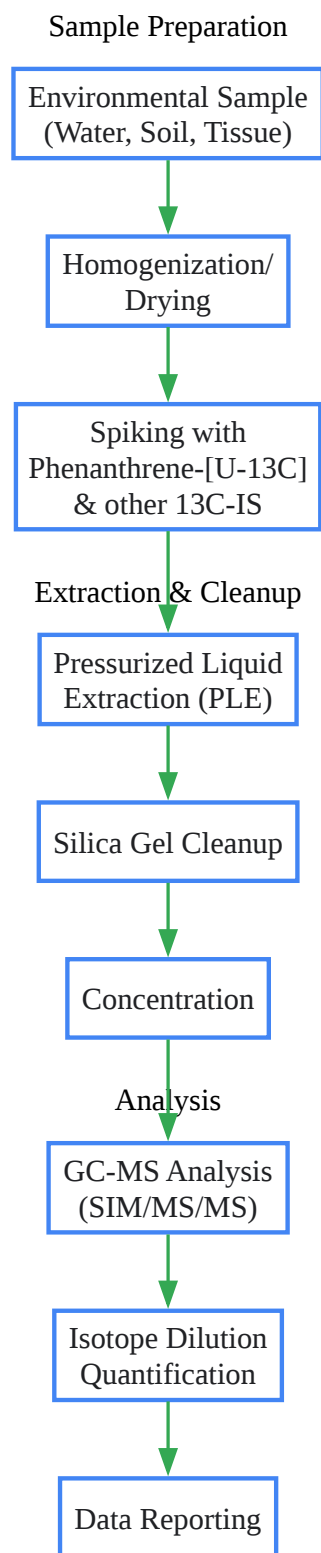 Sample Preparation
Environmental Sample
(Water, Soil, Tissue)
Homogenization/
Drying
Spiking with
Phenanthrene-[U-13C]
& other 13C-IS
Extraction & Cleanup
Pressurized Liquid
Extraction (PLE)
Silica Gel Cleanup
Concentration
Analysis
GC-MS Analysis
(SIM/MS/MS)
Isotope Dilution
Quantification
Data Reporting